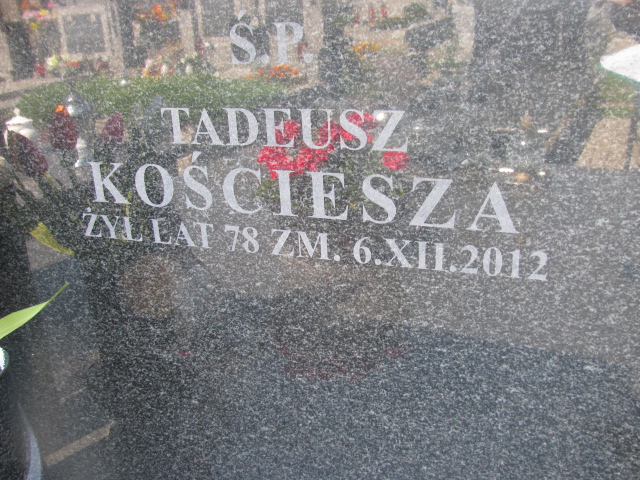 Ś.P.
TADEUSZ
KOŚCIESZA
ŻYŁ LAT 78 ZM. 6.XII.2012